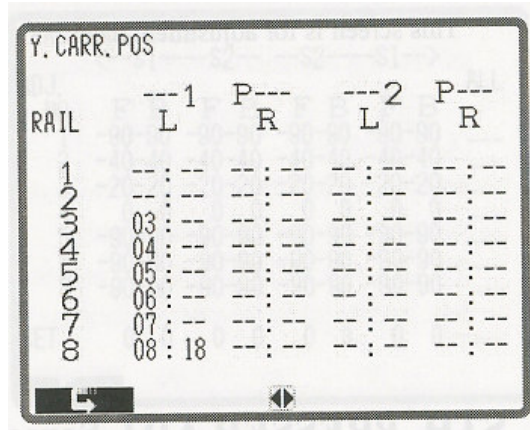 Y. CARR. POS
---1 P--- ---2 P---
RAIL L R L R
1 --:-- --:-- --:-- --:--
2 --:-- --:-- --:-- --:--
3 03:-- --:-- --:-- --:--
4 04:-- --:-- --:-- --:--
5 05:-- --:-- --:-- --:--
6 06:-- --:-- --:-- --:--
7 07:-- --:-- --:-- --:--
8 08:18 --:-- --:-- --:--